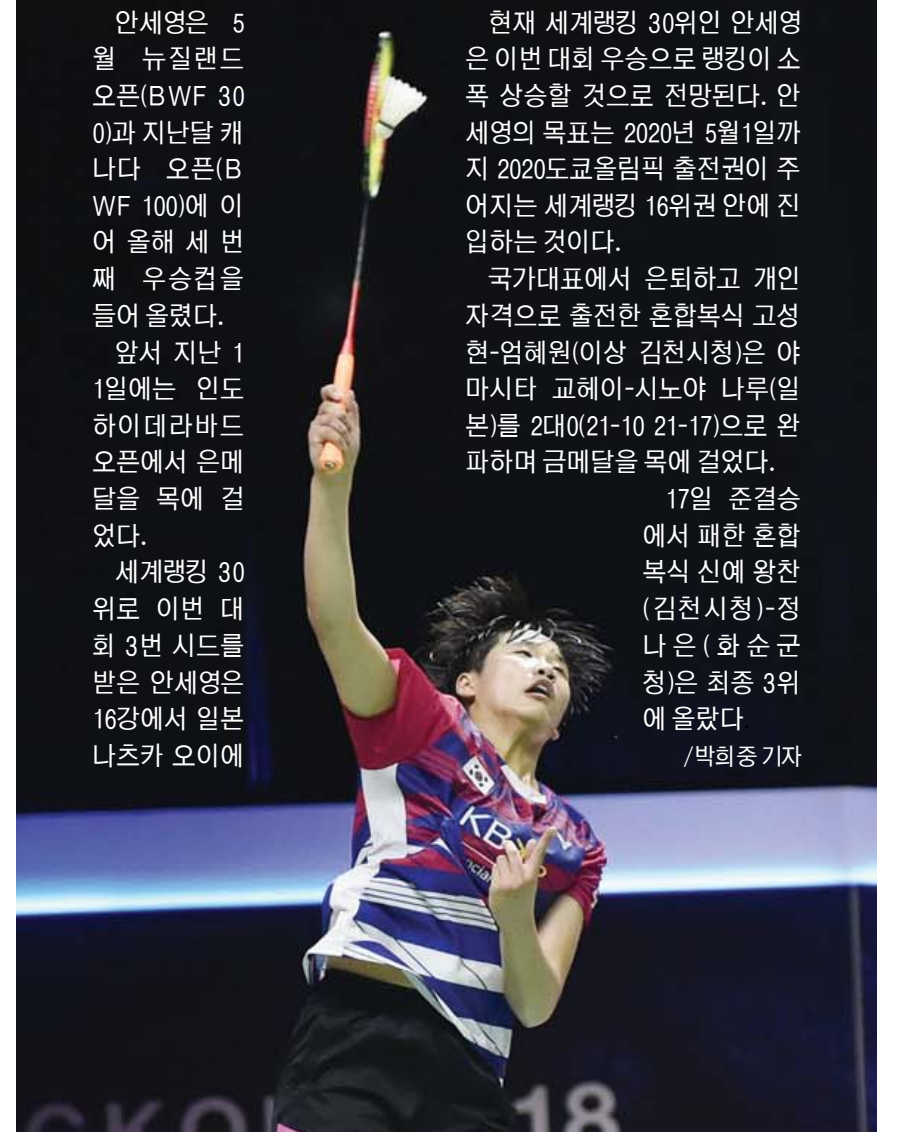 안세영은 5
월 뉴질랜드
오픈(BWF 30
0)과 지난달 캐
나다 오픈(B
WF 100)에 이
어 올해 세 번
째 우승컵을
들어 올렸다.
앞서 지난 1
1일에는 인도
하이데라바드
오픈에서 은메
달을 목에 걸
었다.
세계랭킹 30
위로 이번 대
회 3번 시드를
받은 안세영은
16강에서 일본
나츠카 오이에
현재 세계랭킹 30위인 안세영
은 이번 대회 우승으로 랭킹이 소
폭 상승할 것으로 전망된다. 안
세영의 목표는 2020년 5월1일까
지 2020도쿄올림픽 출전권이 주
어지는 세계랭킹 16위권 안에 진
입하는 것이다.
국가대표에서 은퇴하고 개인
자격으로 출전한 혼합복식 고성
현-엄혜원(이상 김천시청)은 야
마시타 교헤이-시노야 나루(일
본)를 2대0(21-10 21-17)으로 완
파하며 금메달을 목에 걸었다.
17일 준결승
에서 패한 혼합
복식 신예 왕찬
(김천시청)-정
나은(화순군
청)은 최종 3위
에 올랐다.
/박희중 기자
KB
18